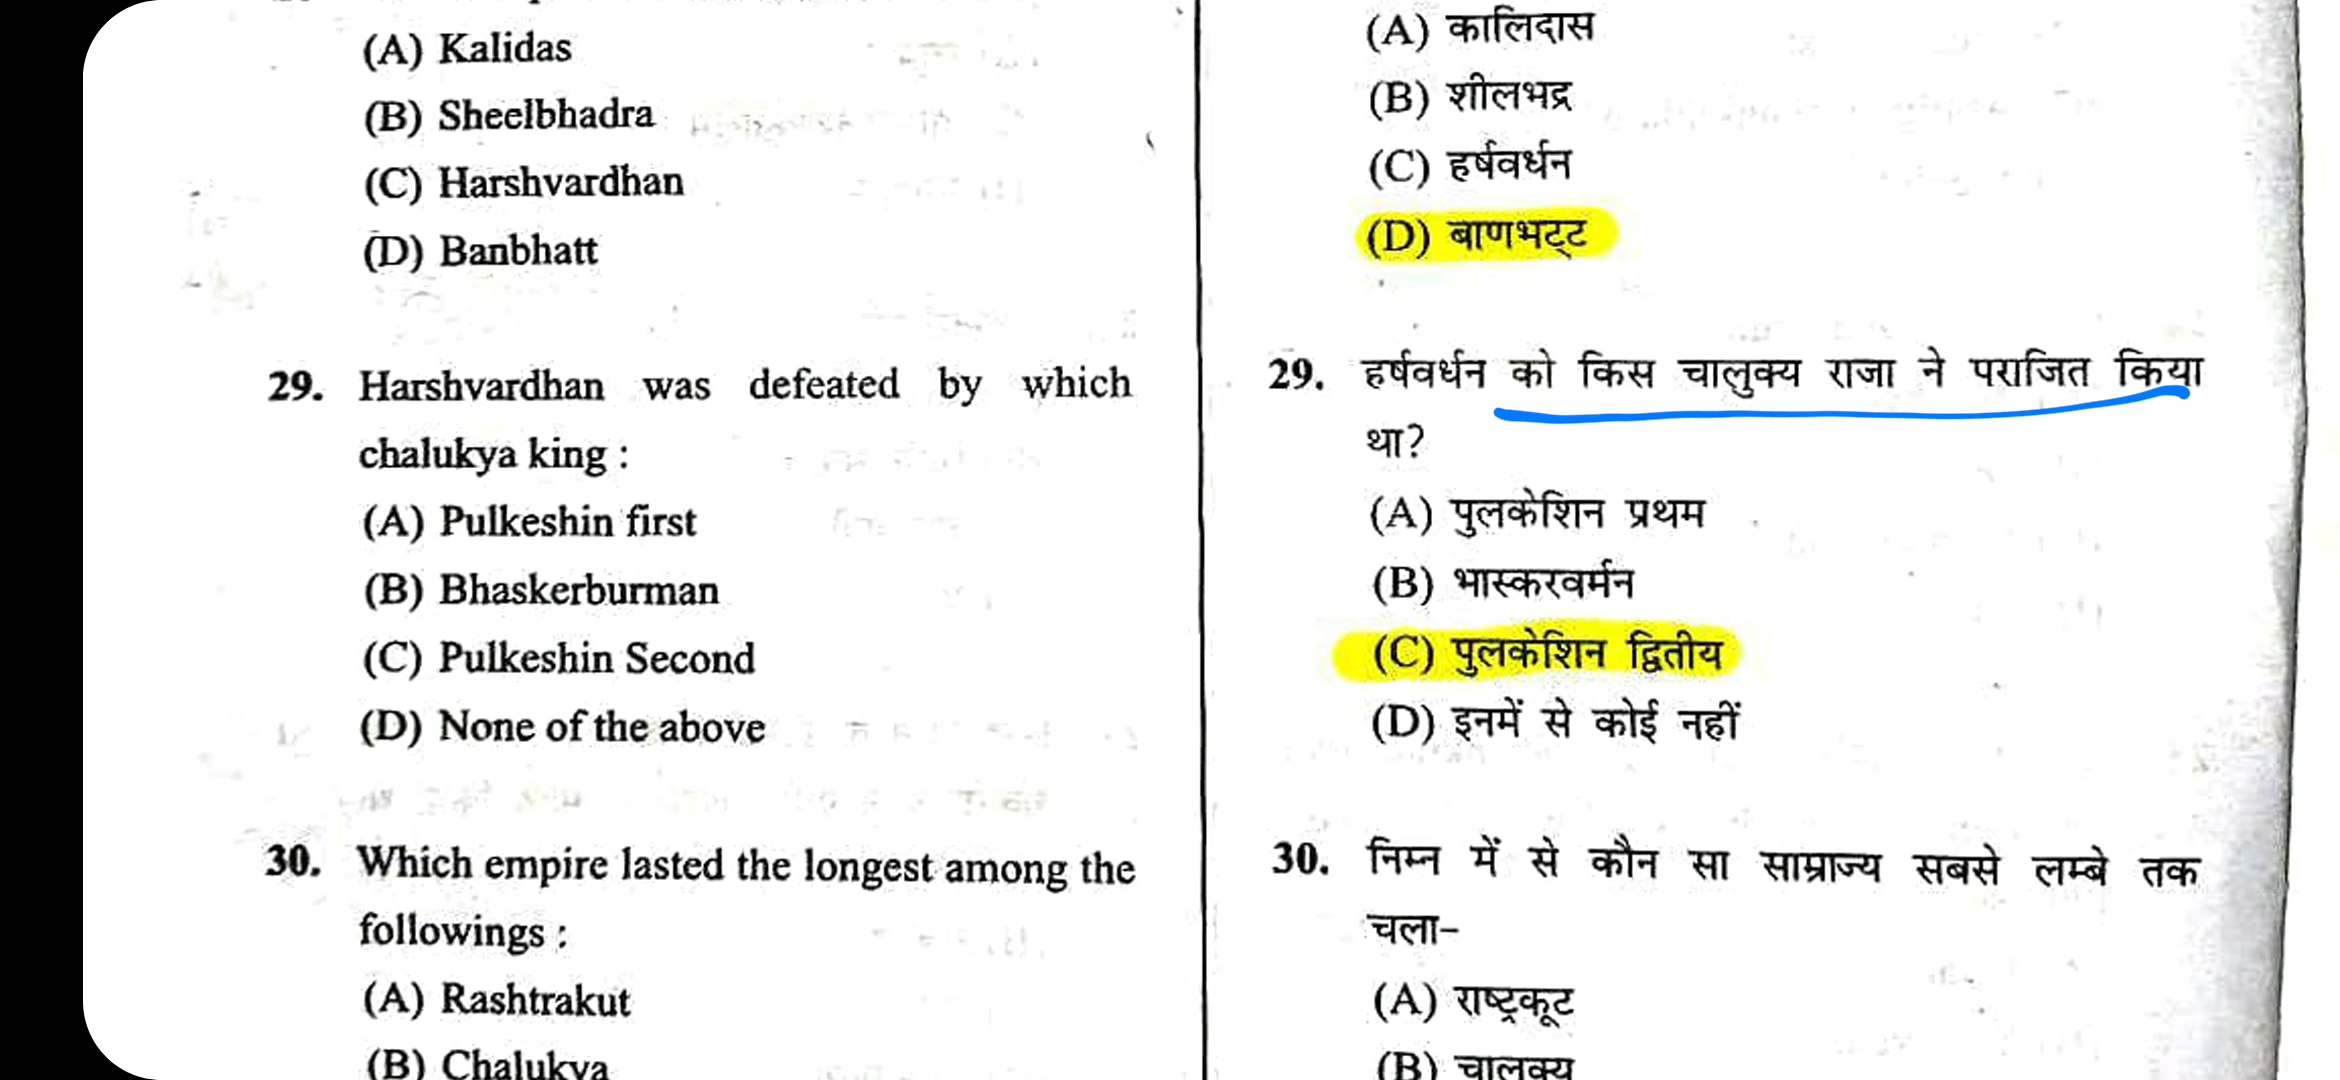 (A) Kalidas
(B) Sheelbhadra
(C) Harshvardhan
(D) Banbhatt
29. Harshvardhan was defeated by which
chalukya king :
(A) Pulkeshin first
(B) Bhaskerburman
(C) Pulkeshin Second
(D) None of the above
30. Which empire lasted the longest among the
followings :
(A) Rashtrakut
(B) Chalukya
(A) कालिदास
(B) शीलभद्र
(C) हर्षवर्धन
(D) बाणभट्ट
29. हर्षवर्धन को किस चालुक्य राजा ने पराजित किया
था?
(A) पुलकेशिन प्रथम
(B) भास्करवर्मन
(C) पुलकेशिन द्वितीय
(D) इनमें से कोई नहीं
30. निम्न में से कौन सा साम्राज्य सबसे लम्बे तक
चला-
(A) राष्ट्रकूट
(B) चालुक्य